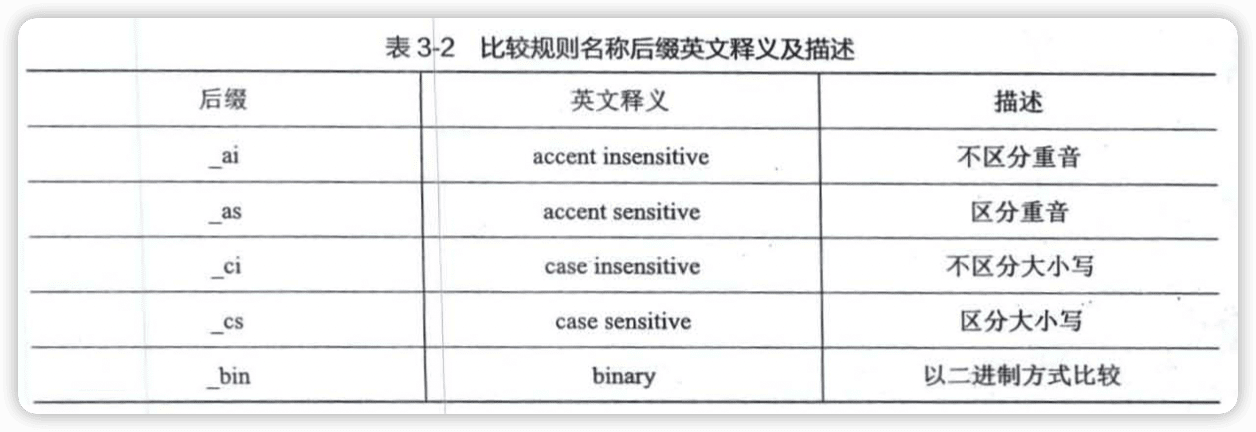 表 3-2 比较规则名称后缀英文释义及描述
后缀 英文释义 描述
_ai accent insensitive 不区分重音
_as accent sensitive 区分重音
_ci case insensitive 不区分大小写
_cs case sensitive 区分大小写
_bin binary 以二进制方式比较